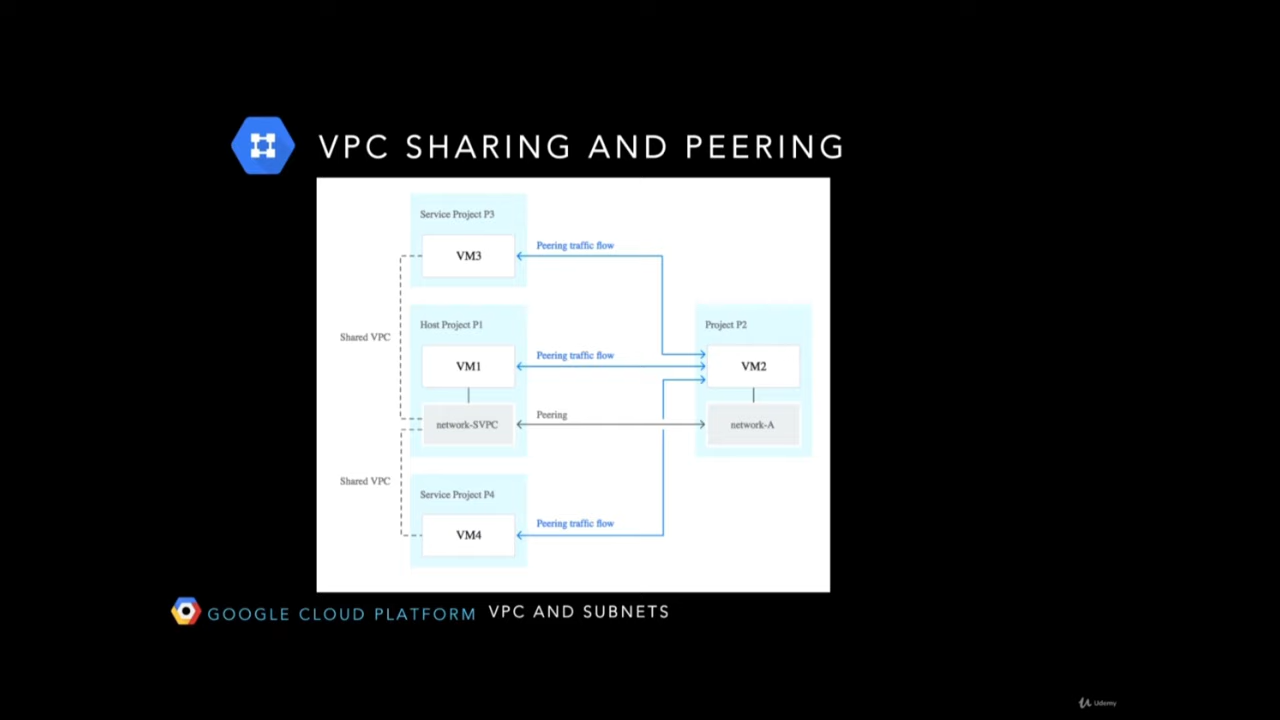 VPC SHARING AND PEERING
Service Project P3
VM3
Peering traffic flow
Shared VPC
Host Project P1
VM1
Peering traffic flow
network-SVPC
Peering
Project P2
VM2
network-A
Shared VPC
Service Project P4
VM4
Peering traffic flow
GOOGLE CLOUD PLATFORM VPC AND SUBNETS
Udemy